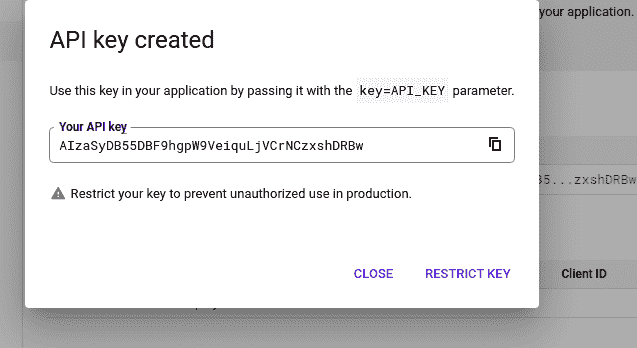 your application.
API key created
Use this key in your application by passing it with the key=API_KEY parameter.
Your API key
AIzaSyDB55DBF9hgpW9VeiquLjVCrNCzxshDRBw
35...zxshDRBw
Restrict your key to prevent unauthorized use in production.
CLOSE RESTRICT KEY
Client ID